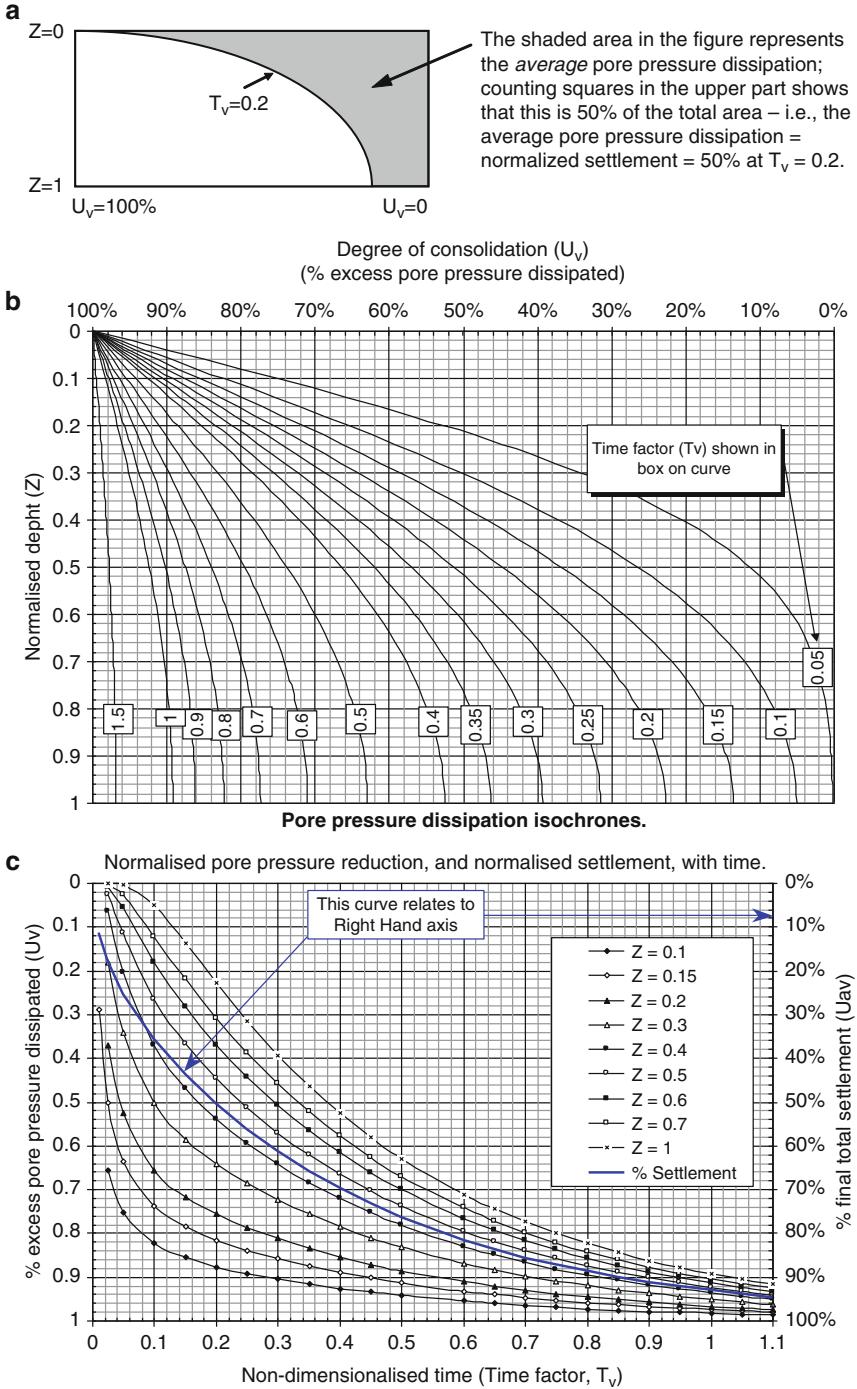 a
Z=0
T_v=0.2
Z=1
U_v=100%
U_v=0
The shaded area in the figure represents
the average pore pressure dissipation;
counting squares in the upper part shows
that this is 50% of the total area – i.e., the
average pore pressure dissipation =
normalized settlement = 50% at T_v = 0.2.
Degree of consolidation (U_v)
(% excess pore pressure dissipated)
b
100% 90% 80% 70% 60% 50% 40% 30% 20% 10% 0%
Normalised depht (Z)
0
0.1
0.2
0.3
0.4
0.5
0.6
0.7
0.8
0.9
1
Time factor (Tv) shown in
box on curve
1.5 1 0.9 0.8 0.7 0.6 0.5 0.4 0.35 0.3 0.25 0.2 0.15 0.1 0.05
Pore pressure dissipation isochrones.
c
Normalised pore pressure reduction, and normalised settlement, with time.
% excess pore pressure dissipated (Uv)
0
0.1
0.2
0.3
0.4
0.5
0.6
0.7
0.8
0.9
1
This curve relates to
Right Hand axis
Z = 0.1
Z = 0.15
Z = 0.2
Z = 0.3
Z = 0.4
Z = 0.5
Z = 0.6
Z = 0.7
Z = 1
% Settlement
0%
10%
20%
30%
40%
50%
60%
70%
80%
90%
100%
% final total settlement (Uav)
0 0.1 0.2 0.3 0.4 0.5 0.6 0.7 0.8 0.9 1 1.1
Non-dimensionalised time (Time factor, T_v)